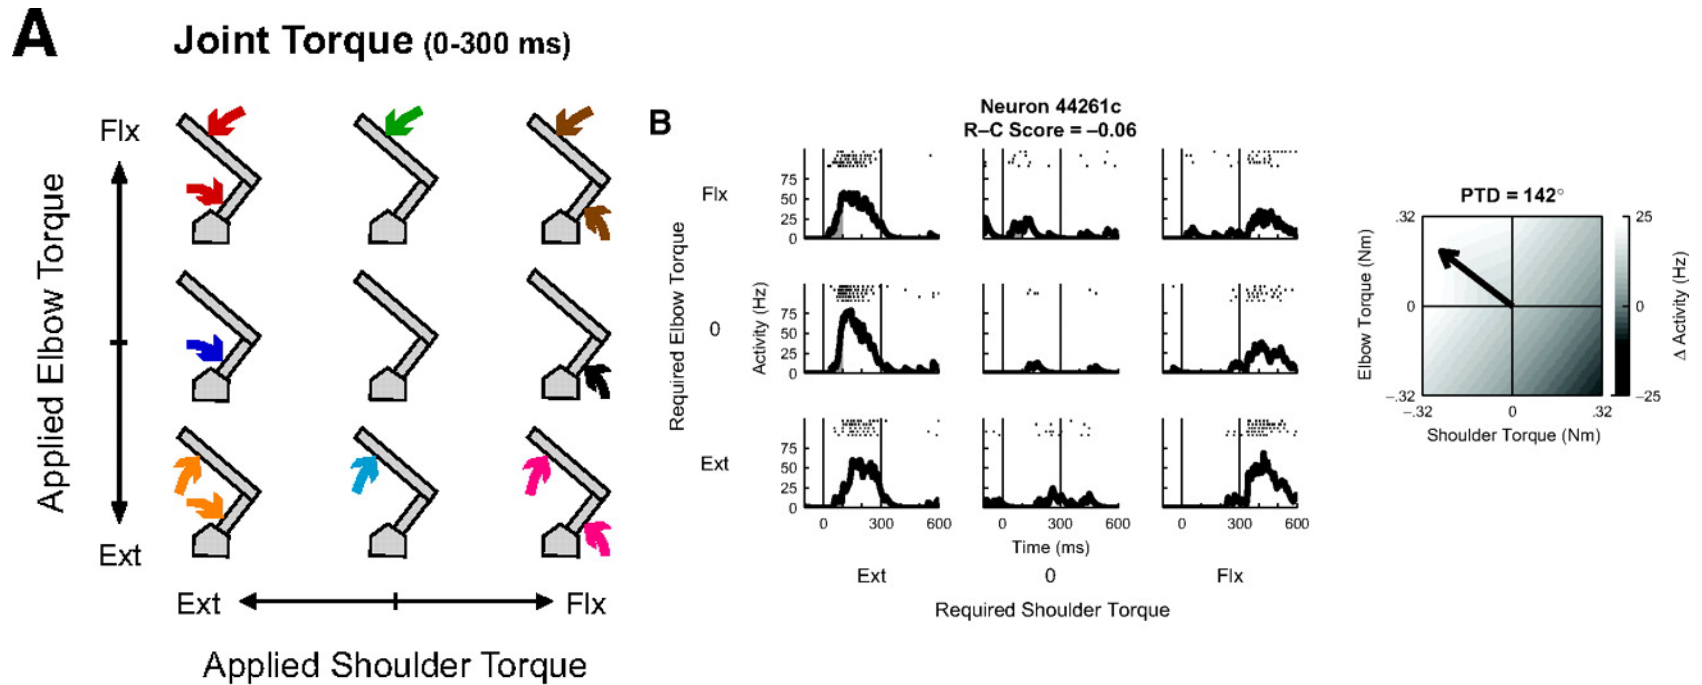 A
Joint Torque (0-300 ms)
Applied Elbow Torque
Flx
Ext
Ext
Flx
Applied Shoulder Torque
B
Neuron 44261c
R–C Score = –0.06
Required Elbow Torque
Flx
0
Ext
Activity (Hz)
75
50
25
0
75
50
25
0
75
50
25
0
0 300 600
0 300 600
0 300 600
Time (ms)
Ext 0 Flx
Required Shoulder Torque
PTD = 142°
Elbow Torque (Nm)
.32
0
–.32
–.32 0 .32
Shoulder Torque (Nm)
25
0
–25
Δ Activity (Hz)